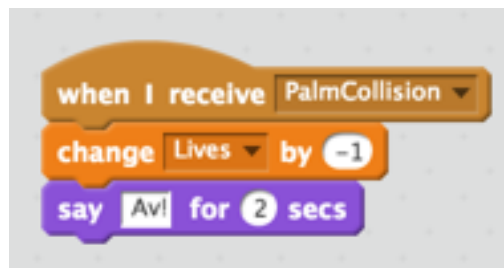 when I receive PalmCollision
change Lives by -1
say Av! for 2 secs